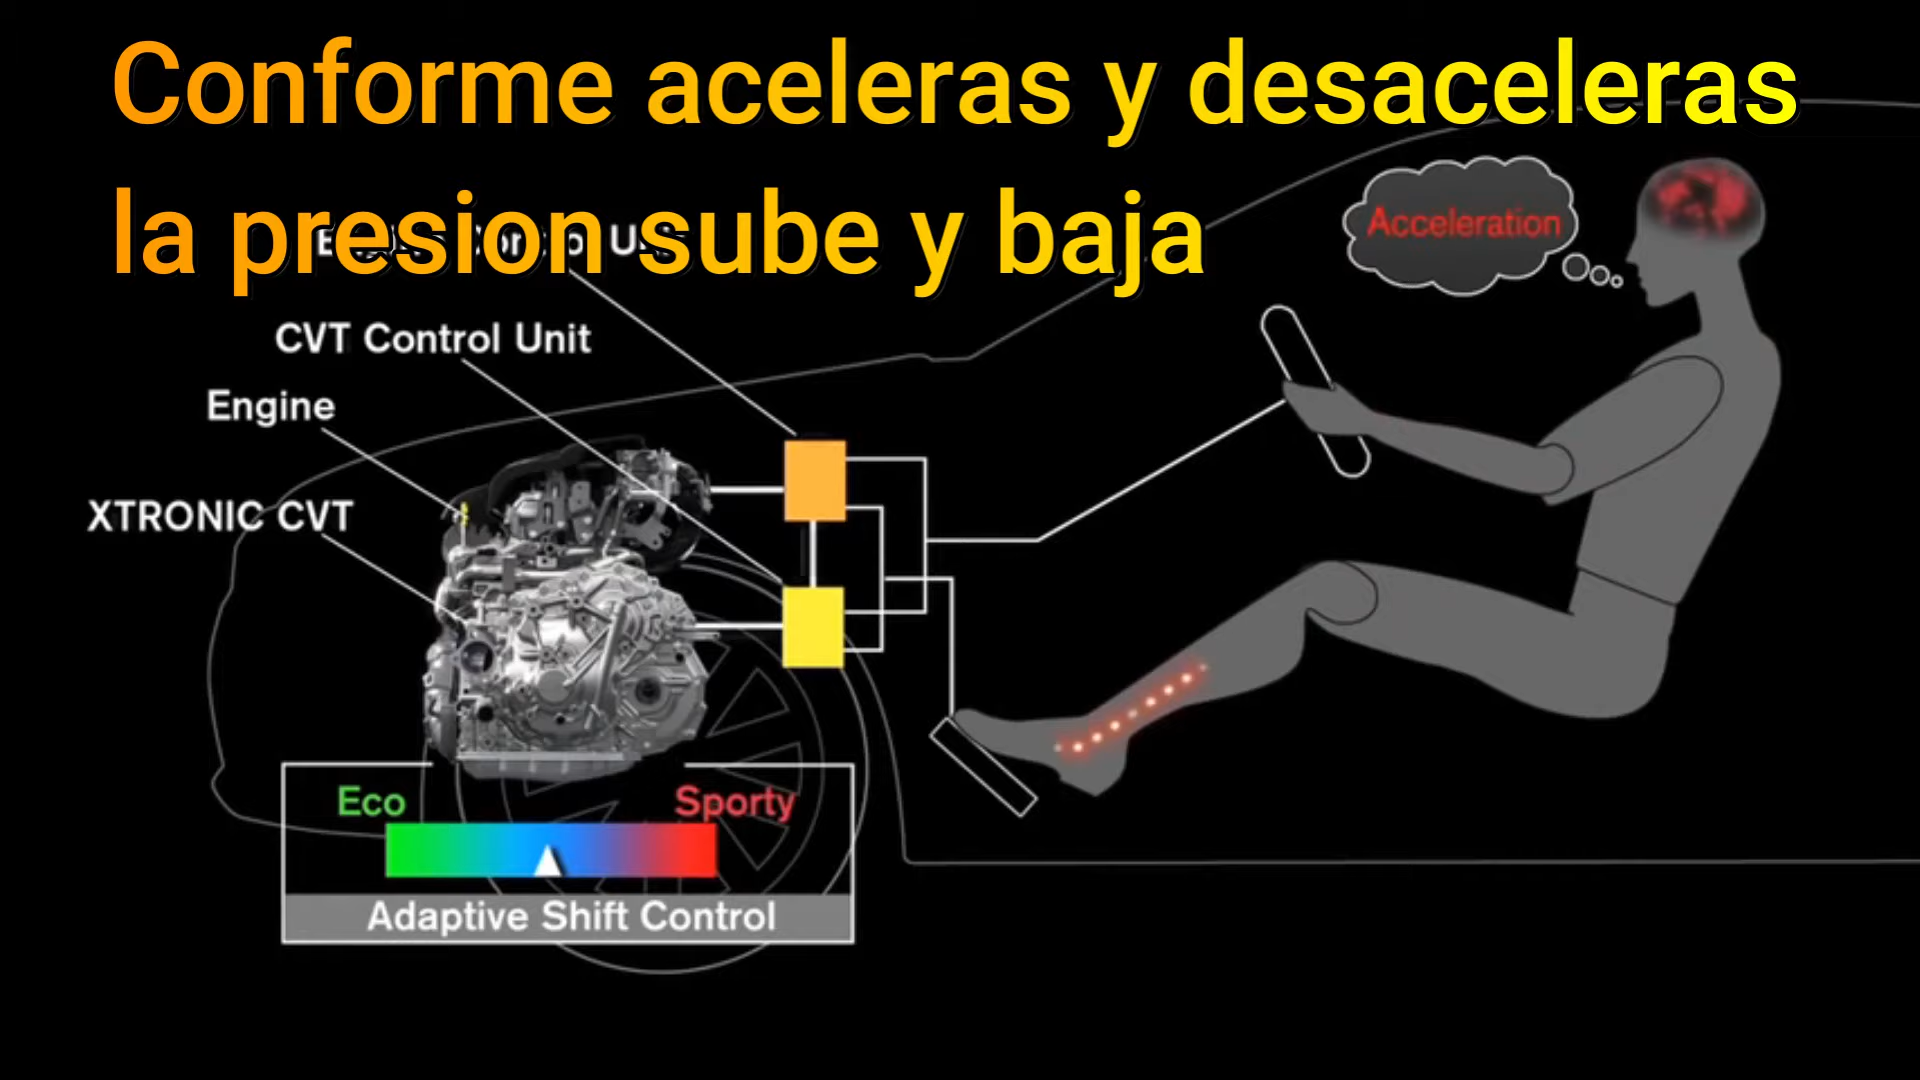 Conforme aceleras y desaceleras
la presion sube y baja
Acceleration
CVT Control Unit
Engine
XTRONIC CVT
Eco
Sporty
Adaptive Shift Control